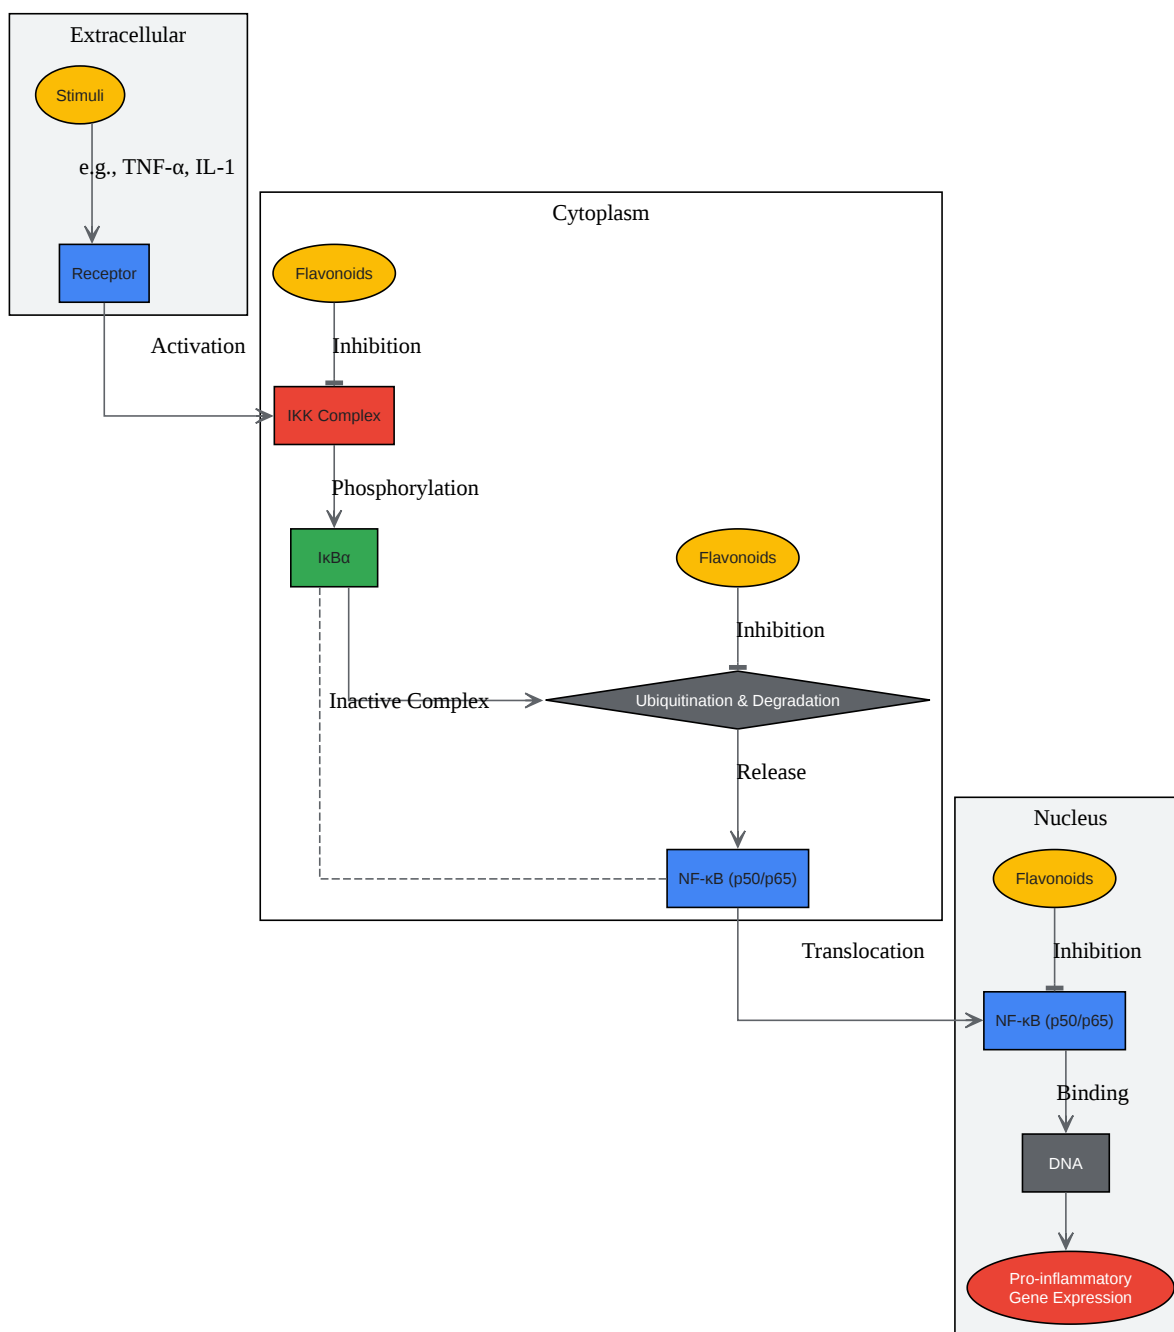 Extracellular
Stimuli
e.g., TNF-α, IL-1
Receptor
Activation
Cytoplasm
Flavonoids
Inhibition
IKK Complex
Phosphorylation
IκBα
Flavonoids
Inhibition
Inactive Complex
Ubiquitination & Degradation
Release
NF-κB (p50/p65)
Translocation
Nucleus
Flavonoids
Inhibition
NF-κB (p50/p65)
Binding
DNA
Pro-inflammatory
Gene Expression